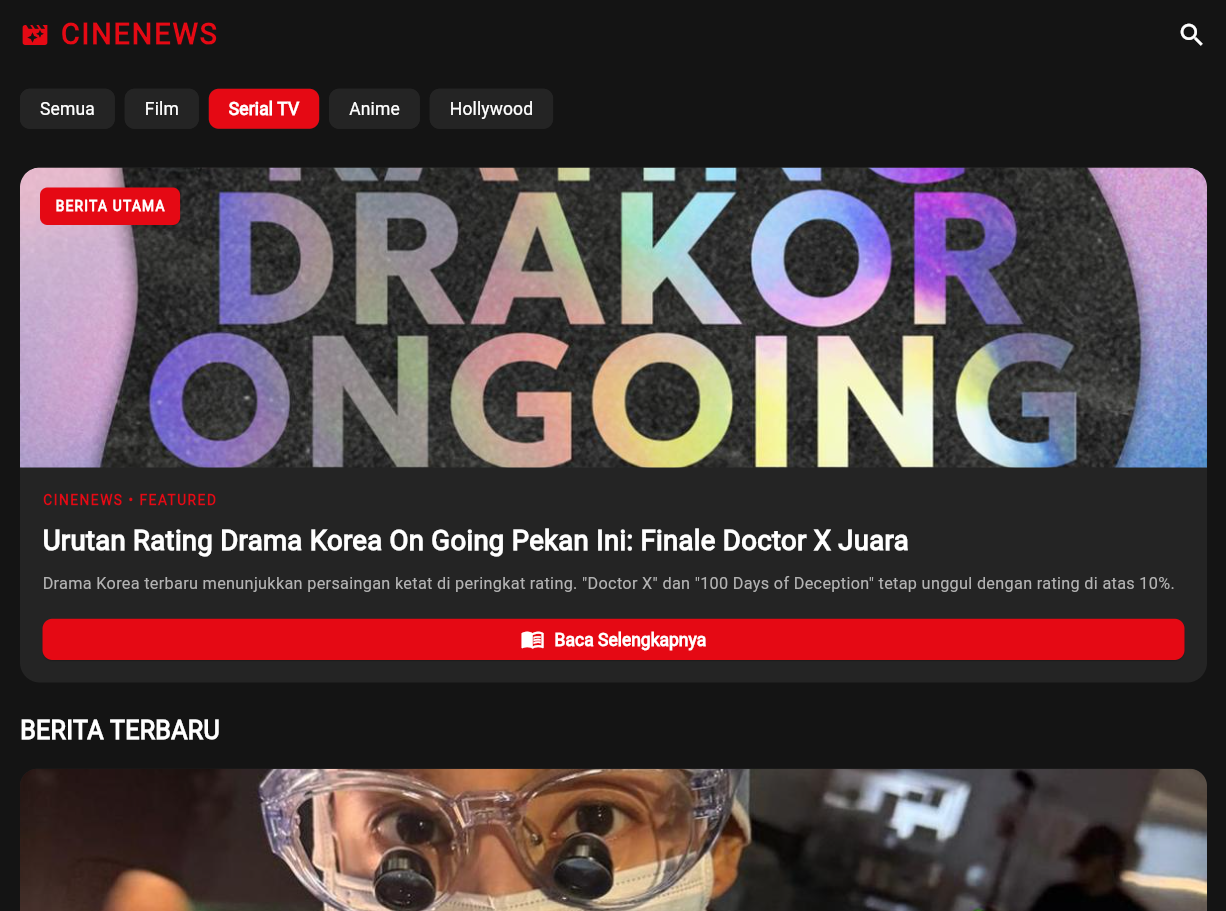 CINENEWS
Semua
Film
Serial TV
Anime
Hollywood
BERITA UTAMA
RATING
DRAKOR
ONGOING
CINENEWS • FEATURED
Urutan Rating Drama Korea On Going Pekan Ini: Finale Doctor X Juara
Drama Korea terbaru menunjukkan persaingan ketat di peringkat rating. "Doctor X" dan "100 Days of Deception" tetap unggul dengan rating di atas 10%.
Baca Selengkapnya
BERITA TERBARU